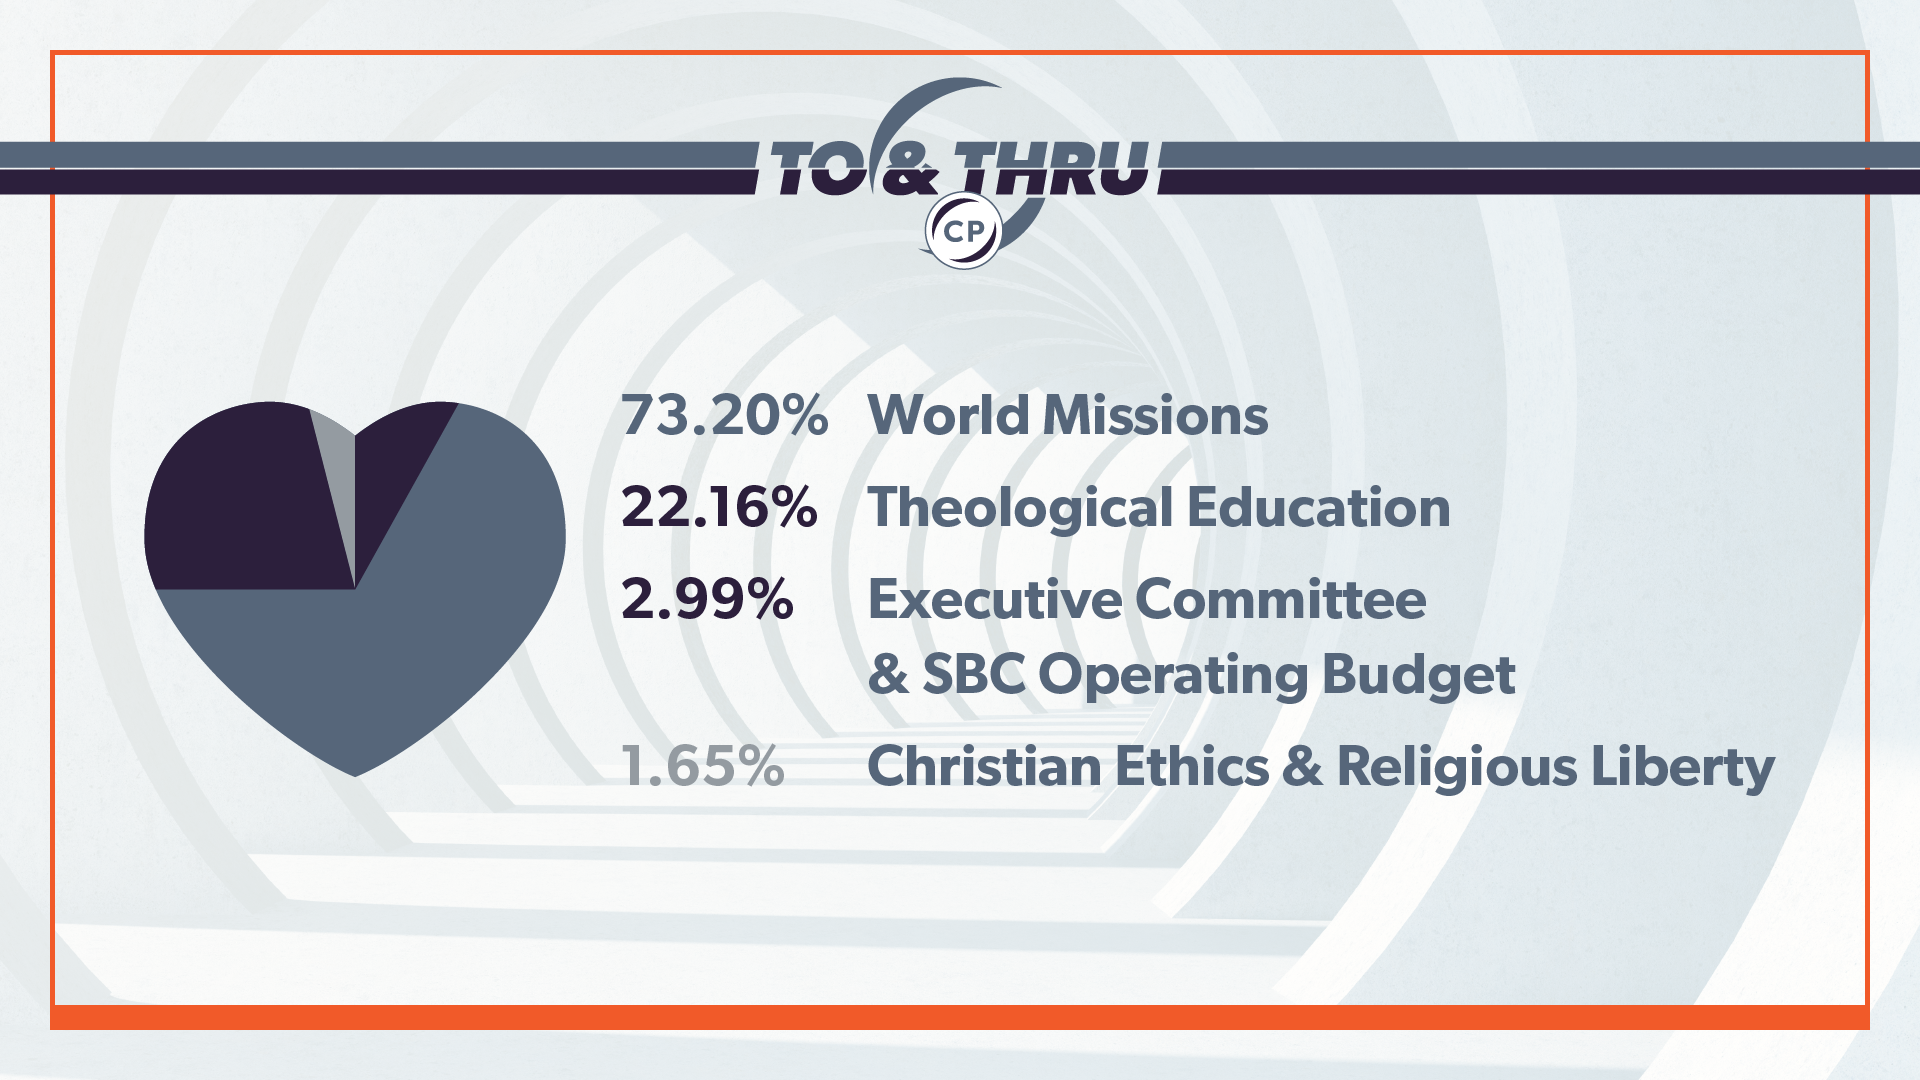 TO & THRU
CP
73.20% World Missions
22.16% Theological Education
2.99% Executive Committee
& SBC Operating Budget
1.65% Christian Ethics & Religious Liberty